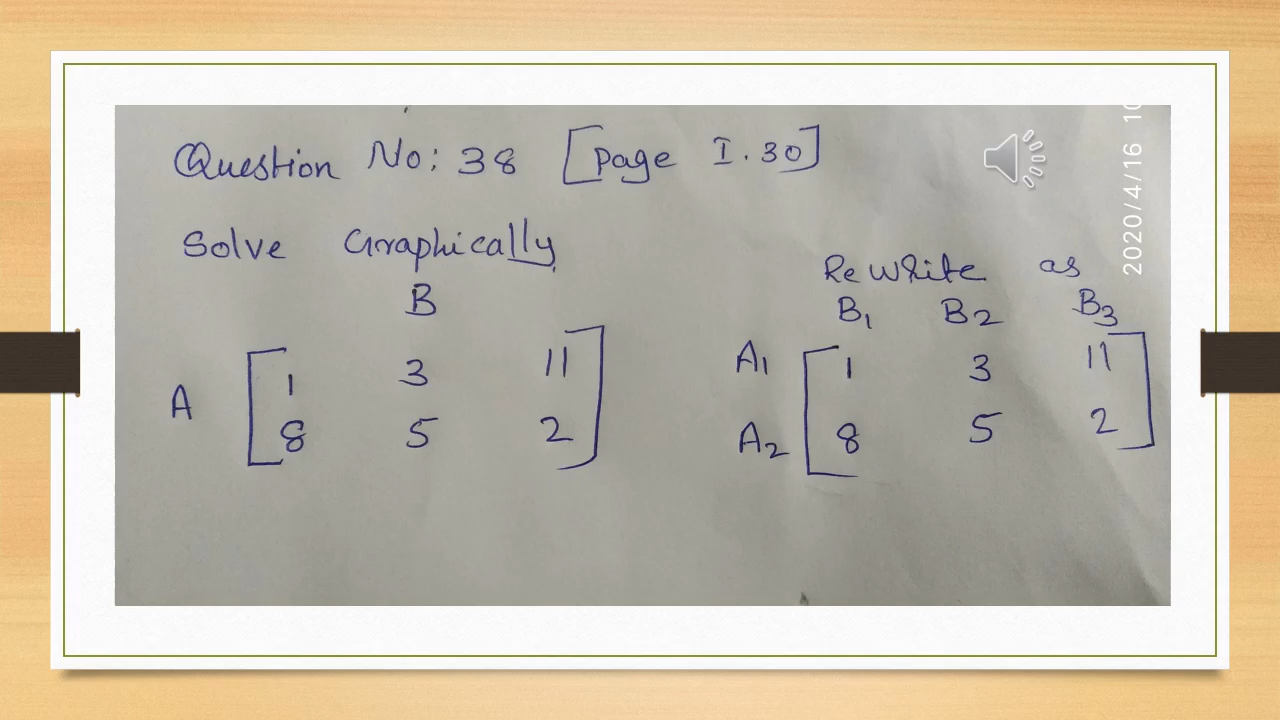 Question No: 38 [Page I.30]
Solve Graphically
B
A
1 3 11
8 5 2
Re write as
B1 B2 B3
A1 1 3 11
A2 8 5 2
2020/4/16 10